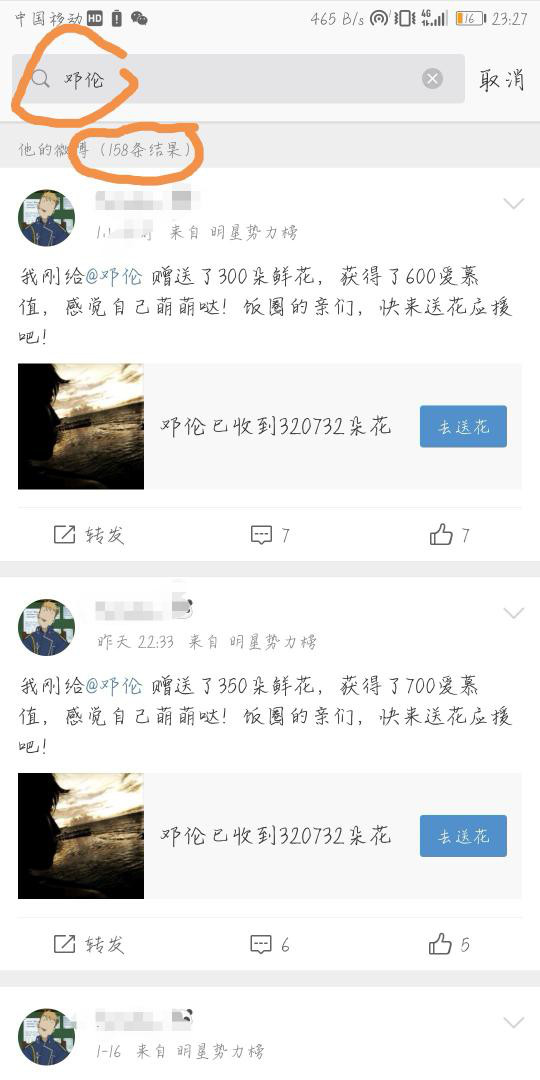 中国移动 HD 465 B/s 4G 16 23:27
邓伦 取消
他的微博（158条结果）
来自 明星势力榜
我刚给@邓伦 赠送了300朵鲜花，获得了600爱慕
值，感觉自己萌萌哒！饭圈的亲们，快来送花应援
吧！
邓伦已收到320732朵花 去送花
转发 7 7
昨天 22:33 来自 明星势力榜
我刚给@邓伦 赠送了350朵鲜花，获得了700爱慕
值，感觉自己萌萌哒！饭圈的亲们，快来送花应援
吧！
邓伦已收到320732朵花 去送花
转发 6 5
1-16 来自 明星势力榜